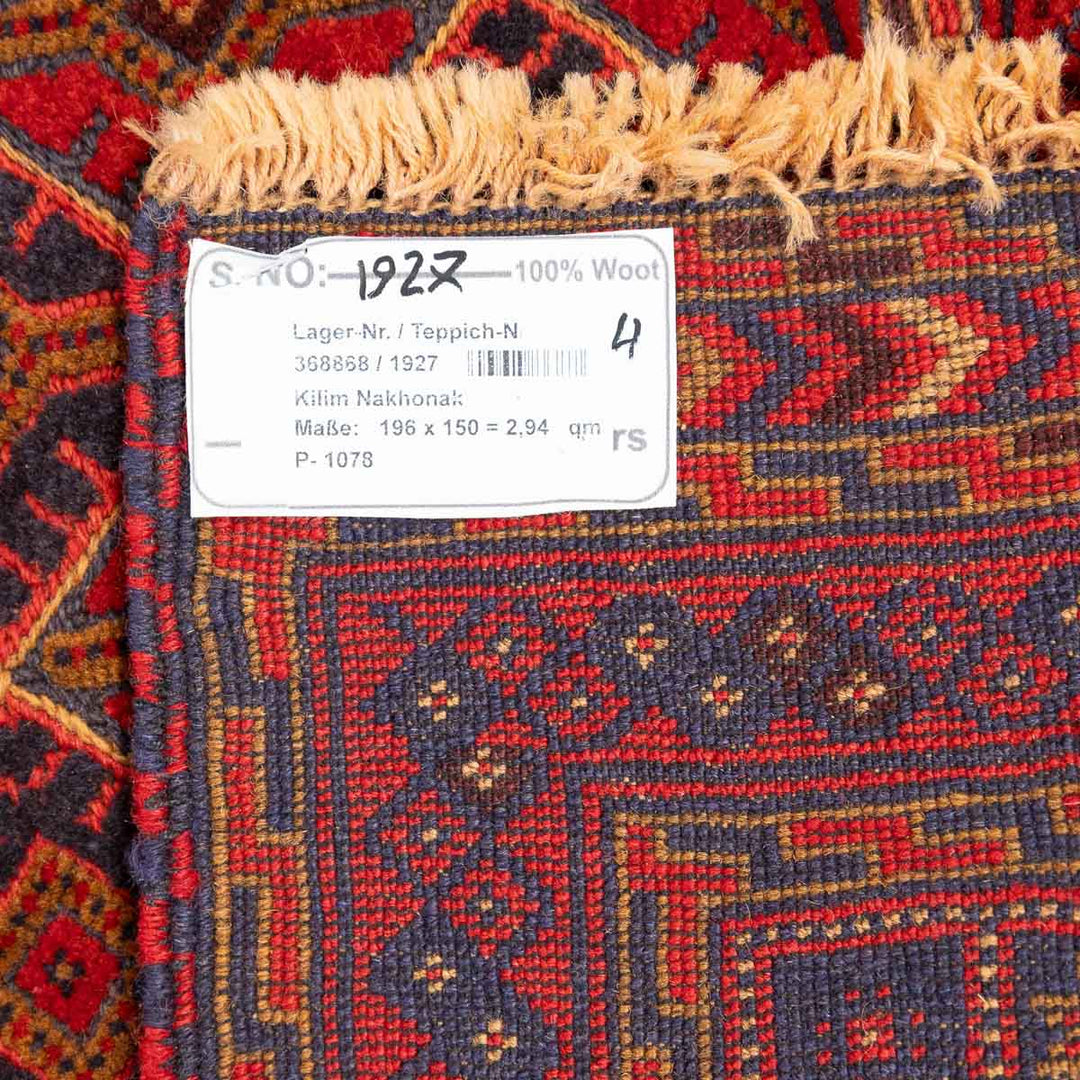 S. NO: 1927 100% Woot
4
Lager-Nr. / Teppich-N
368868 / 1927
Kilim Nakhonak
Maße: 196 x 150 = 2,94 qm
rs
P- 1078